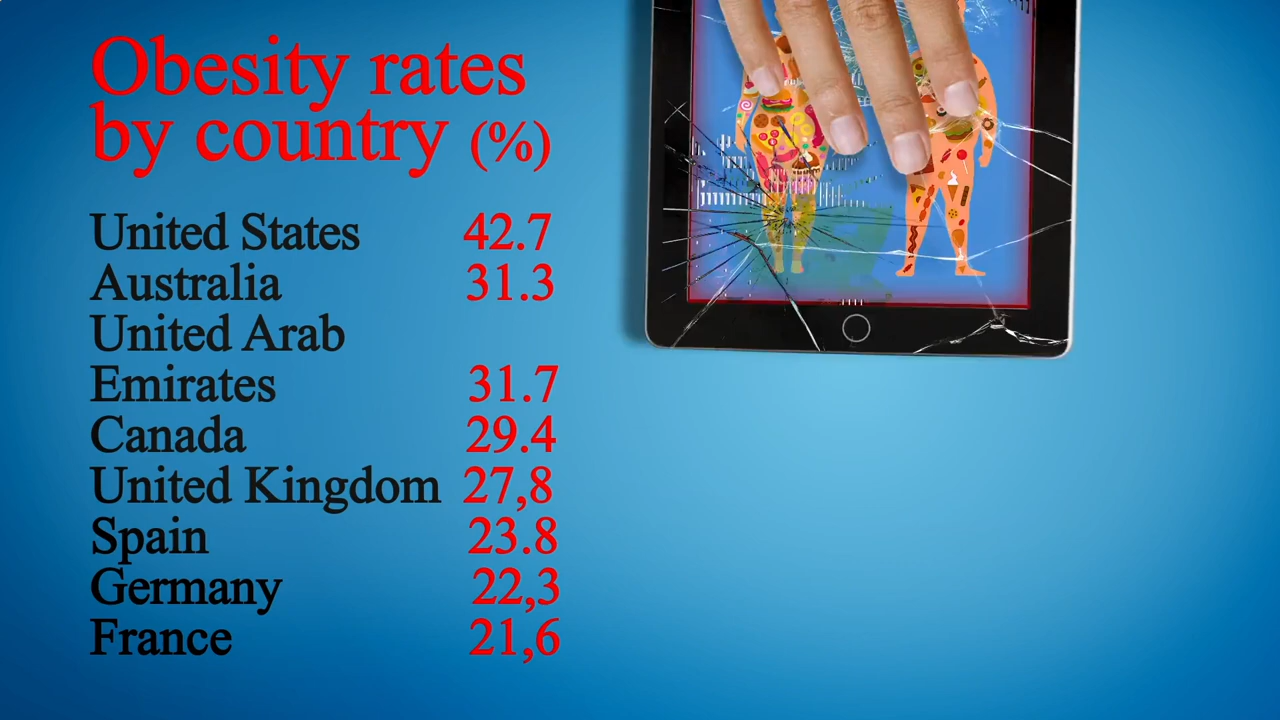 Obesity rates
by country (%)
United States 42.7
Australia 31.3
United Arab
Emirates 31.7
Canada 29.4
United Kingdom 27,8
Spain 23.8
Germany 22,3
France 21,6